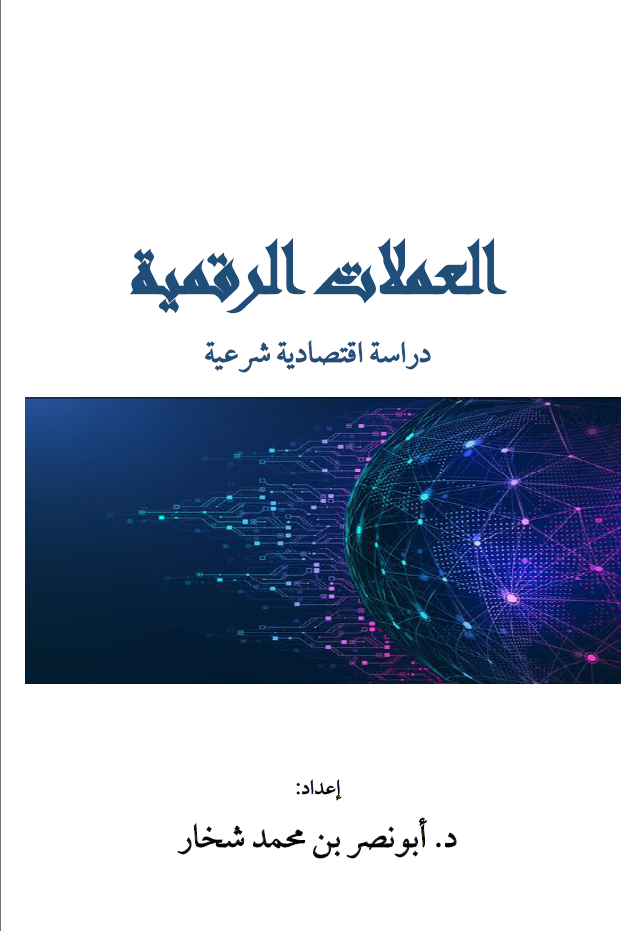 العملات الرقمية
دراسة اقتصادية شرعية
إعداد:
د. أبونصر بن محمد شخار